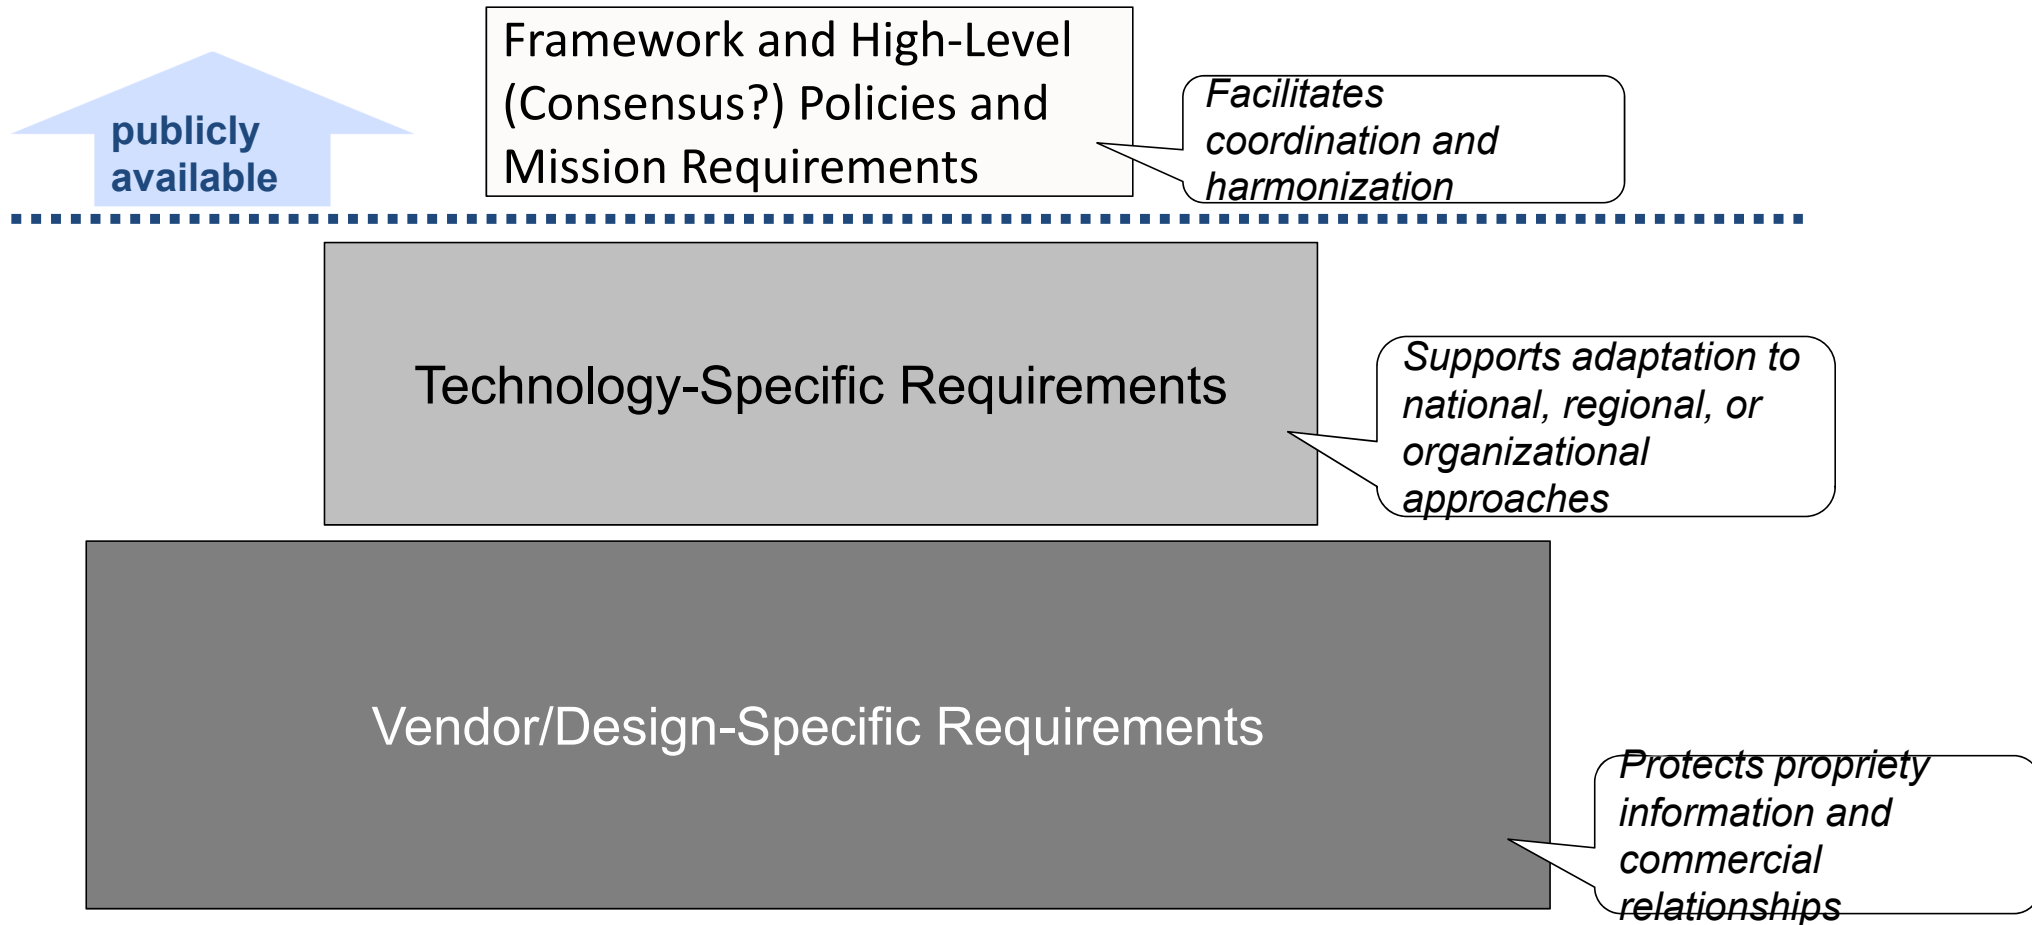 Framework and High-Level
(Consensus?) Policies and
Mission Requirements
publicly
available
Facilitates
coordination and
harmonization
Technology-Specific Requirements
Supports adaptation to
national, regional, or
organizational
approaches
Vendor/Design-Specific Requirements
Protects propriety
information and
commercial
relationships